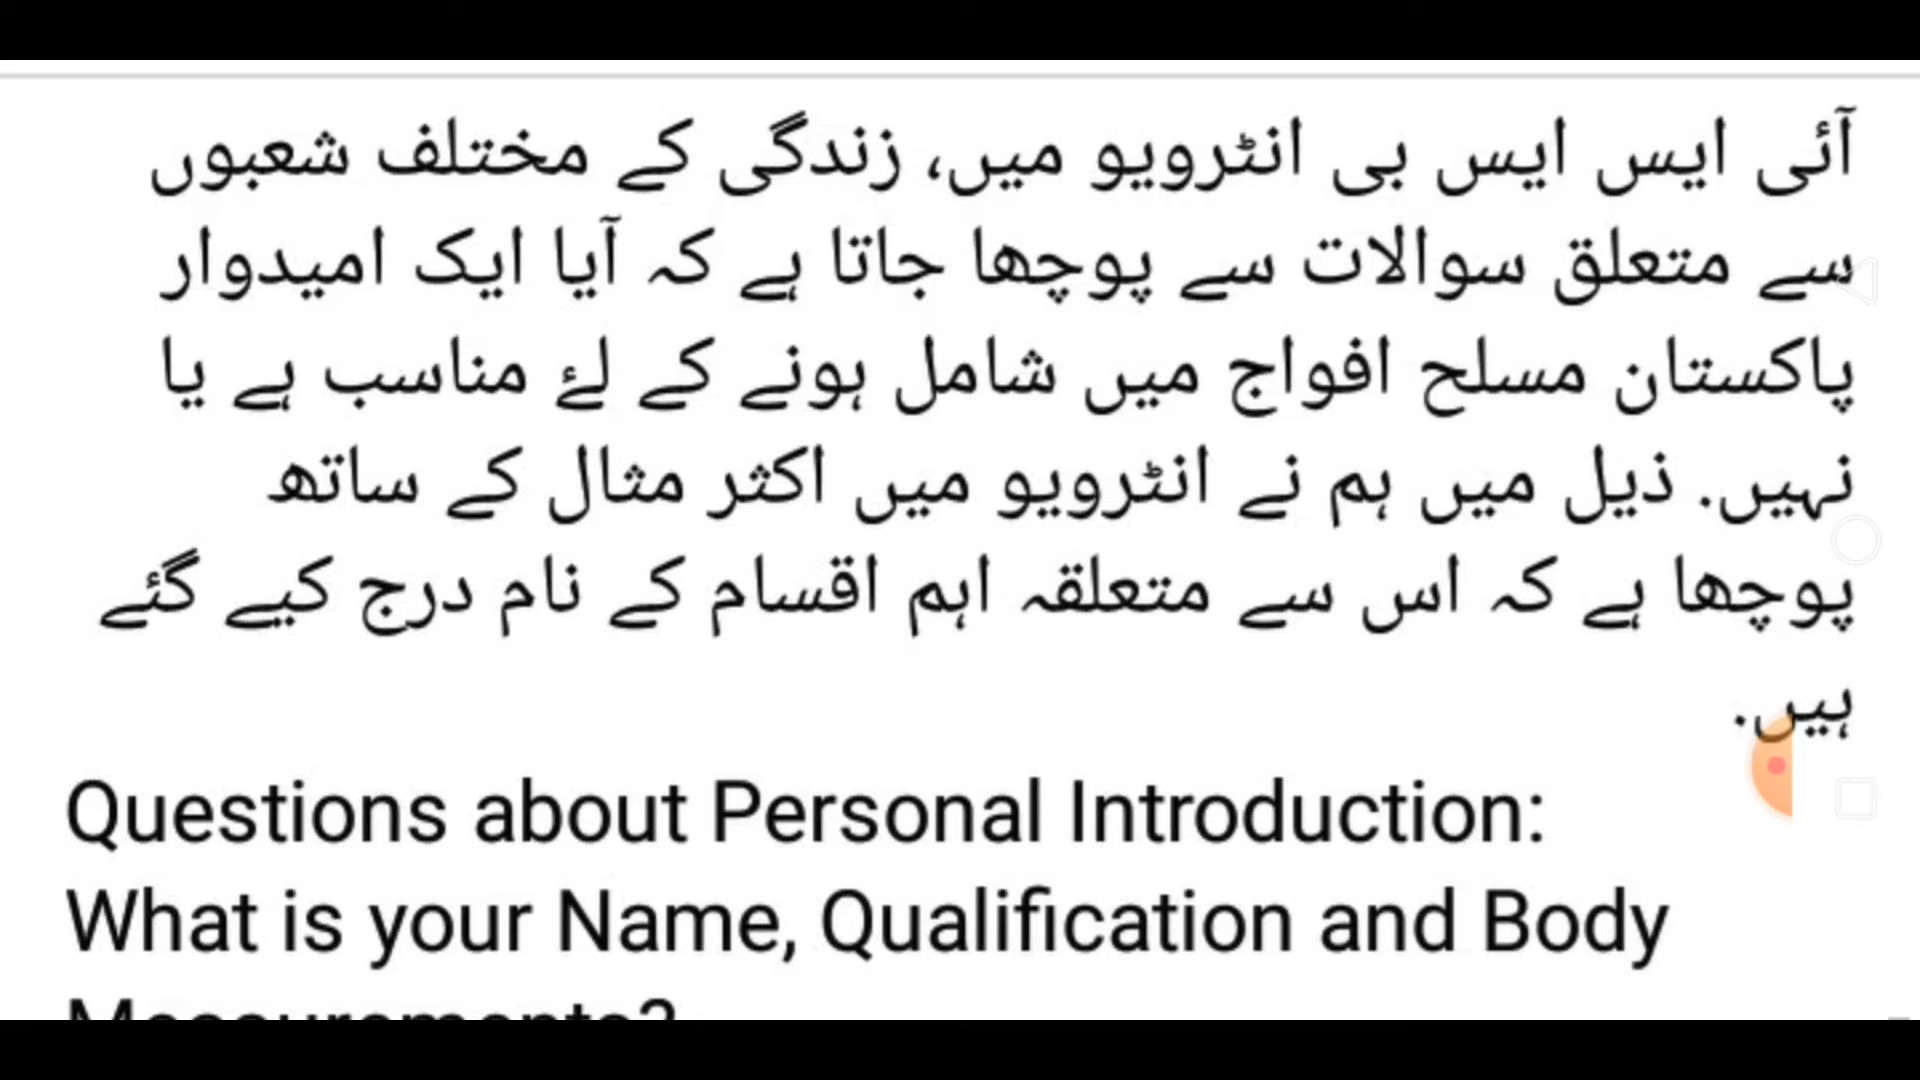 آئی ایس ایس بی انٹرویو میں، زندگی کے مختلف شعبوں
سے متعلق سوالات سے پوچھا جاتا ہے کہ آیا ایک امیدوار
پاکستان مسلح افواج میں شامل ہونے کے لئے مناسب ہے یا
نہیں. ذیل میں ہم نے انٹرویو میں اکثر مثال کے ساتھ
پوچھا ہے کہ اس سے متعلقہ اہم اقسام کے نام درج کیے گئے
ہیں.
Questions about Personal Introduction:
What is your Name, Qualification and Body
Measurements?